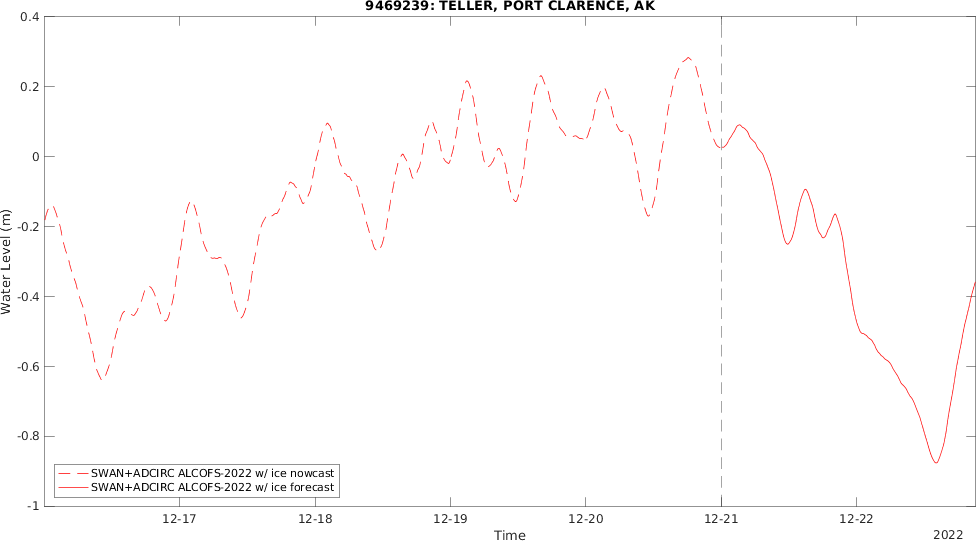 9469239: TELLER, PORT CLARENCE, AK
0.4
0.2
0
-0.2
-0.4
-0.6
-0.8
-1
Water Level (m)
SWAN+ADCIRC ALCOFS-2022 w/ ice nowcast
SWAN+ADCIRC ALCOFS-2022 w/ ice forecast
12-17 12-18 12-19 12-20 12-21 12-22
Time
2022